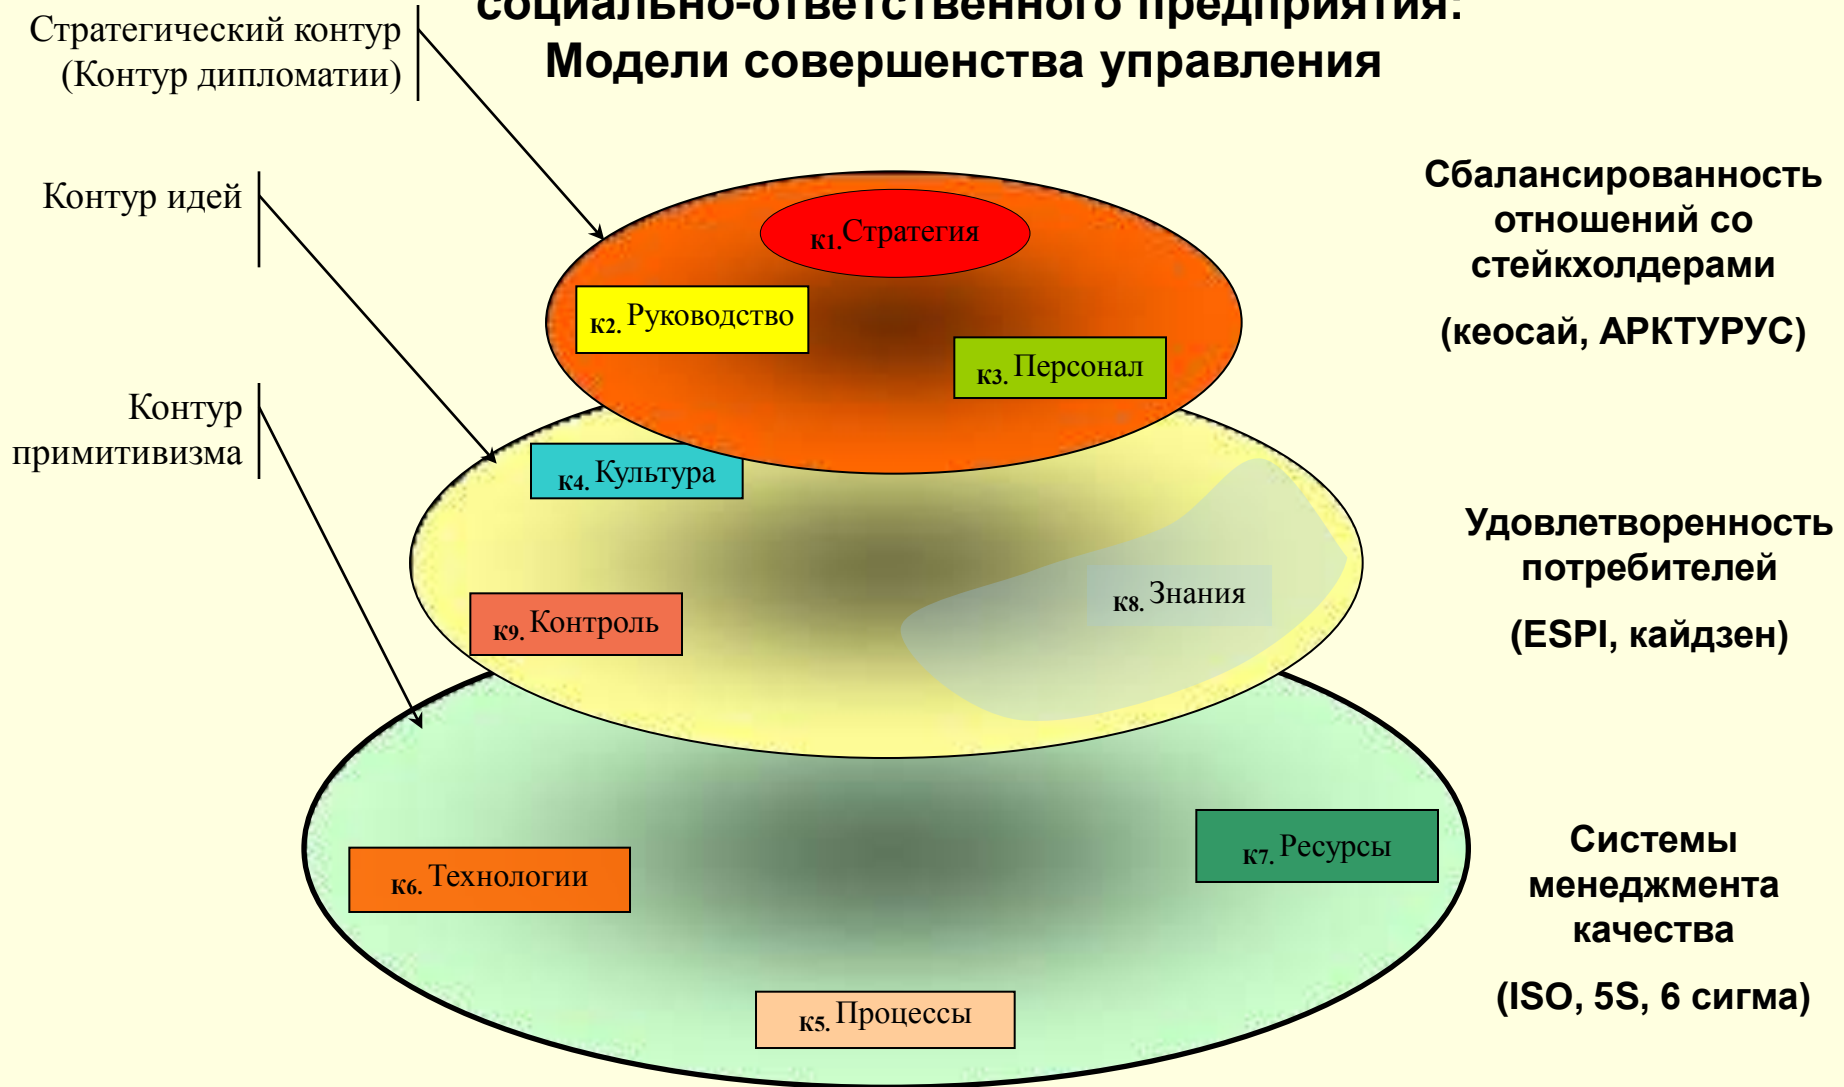 социально-ответственного предприятия:
Модели совершенства управления
Стратегический контур
(Контур дипломатии)
Контур идей
Контур
примитивизма
К1. Стратегия
К2. Руководство
К3. Персонал
К4. Культура
К9. Контроль
К8. Знания
К6. Технологии
К7. Ресурсы
К5. Процессы
Сбалансированность
отношений со
стейкхолдерами
(кеосай, АРКТУРУС)
Удовлетворенность
потребителей
(ESPI, кайдзен)
Системы
менеджмента
качества
(ISO, 5S, 6 сигма)